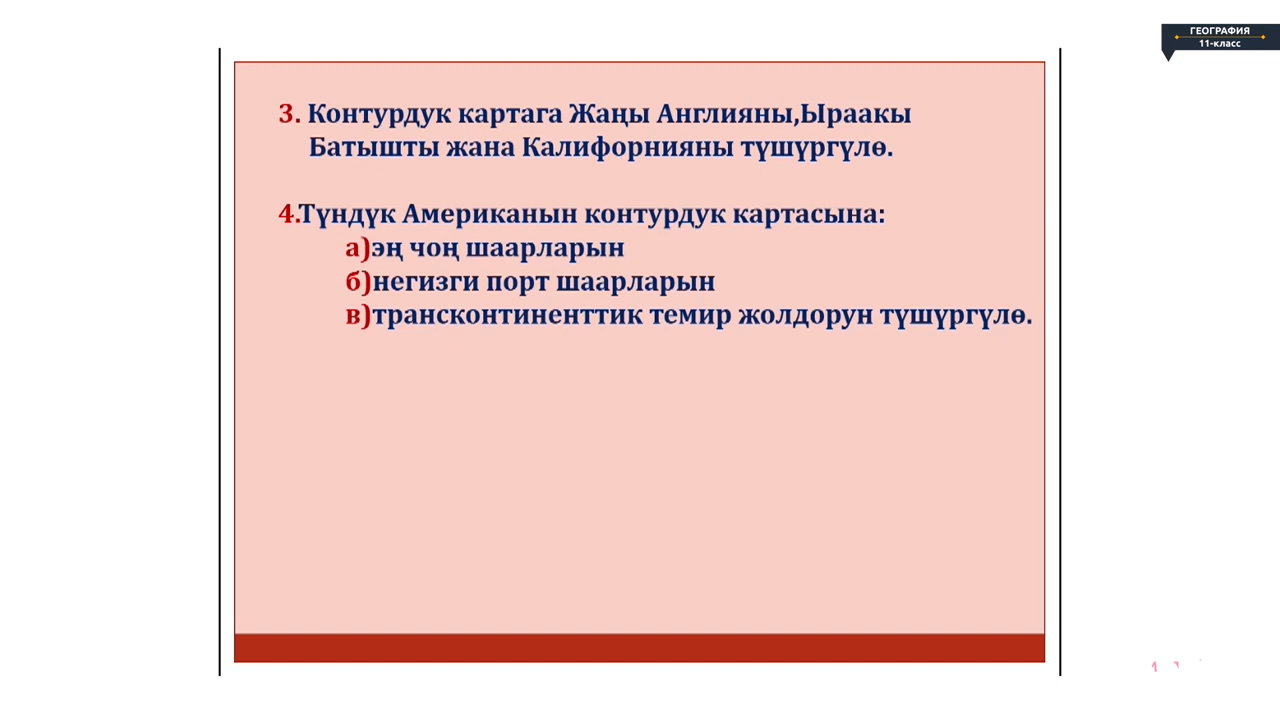 ГЕОГРАФИЯ
11-класс
3. Контурдук картага Жаңы Англияны,Ыраакы
Батышты жана Калифорнияны түшүргүлө.
4.Түндүк Американын контурдук картасына:
а)эң чоң шаарларын
б)негизги порт шаарларын
в)трансконтиненттик темир жолдорун түшүргүлө.